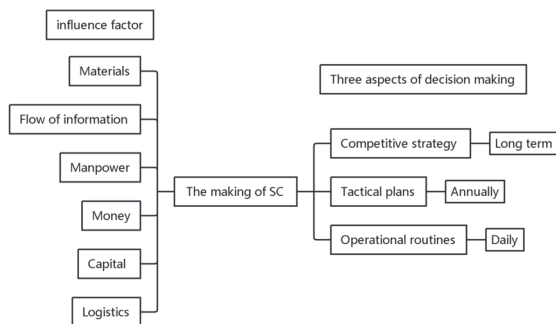 influence factor
Materials
Flow of information
Manpower
Money
Capital
Logistics
The making of SC
Three aspects of decision making
Competitive strategy
Long term
Tactical plans
Annually
Operational routines
Daily